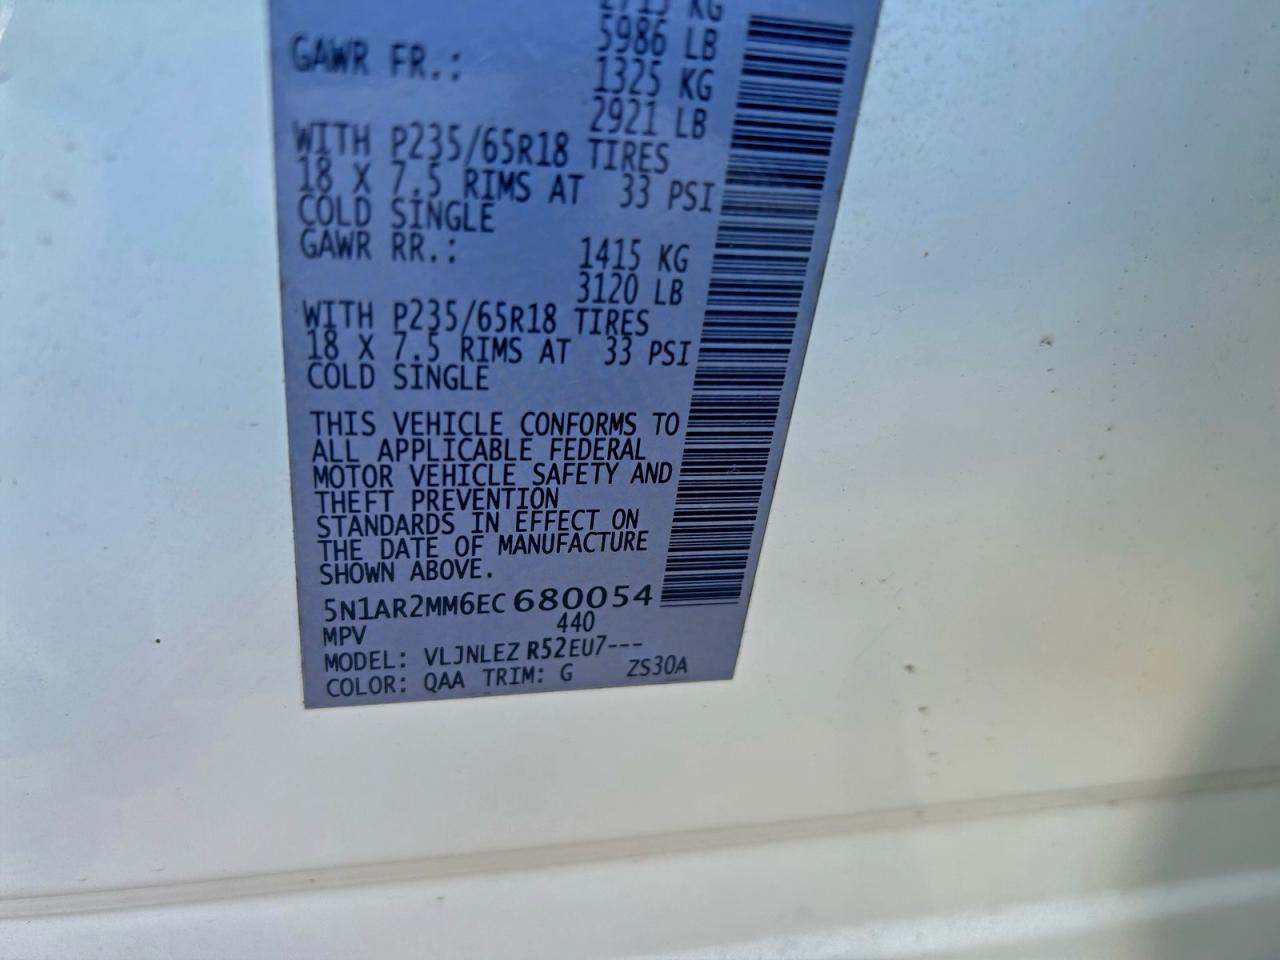 2715 KG
5986 LB
GAWR FR.: 1325 KG
2921 LB
WITH P235/65R18 TIRES
18 X 7.5 RIMS AT 33 PSI
COLD SINGLE
GAWR RR.: 1415 KG
3120 LB
WITH P235/65R18 TIRES
18 X 7.5 RIMS AT 33 PSI
COLD SINGLE
THIS VEHICLE CONFORMS TO
ALL APPLICABLE FEDERAL
MOTOR VEHICLE SAFETY AND
THEFT PREVENTION
STANDARDS IN EFFECT ON
THE DATE OF MANUFACTURE
SHOWN ABOVE.
5N1AR2MM6EC680054
MPV 440
MODEL: VLJNLEZ R52EU7---
COLOR: QAA TRIM: G ZS30A